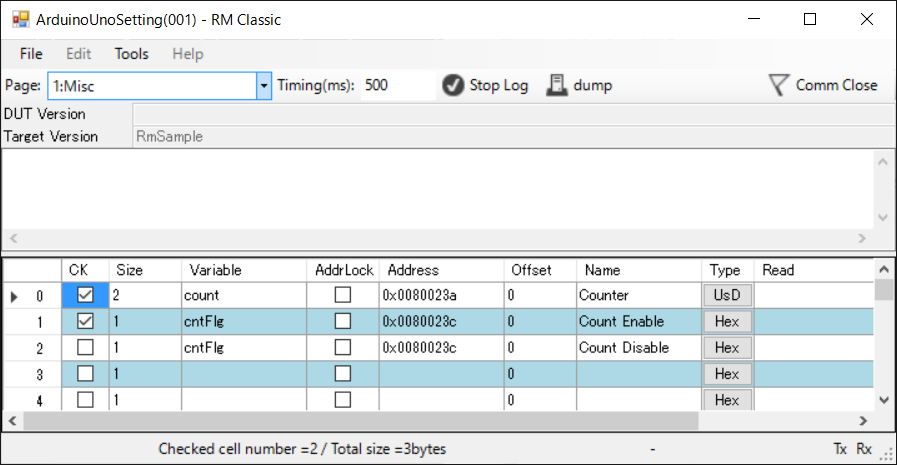 ArduinoUnoSetting(001) - RM Classic
File Edit Tools Help
Page: 1:Misc Timing(ms): 500 Stop Log dump Comm Close
DUT Version
Target Version RmSample
CK Size Variable AddrLock Address Offset Name Type Read
0 2 count 0x0080023a 0 Counter UsD
1 1 cntFlg 0x0080023c 0 Count Enable Hex
2 1 cntFlg 0x0080023c 0 Count Disable Hex
3 1 0 Hex
4 1 0 Hex
Checked cell number =2 / Total size =3bytes - Tx Rx